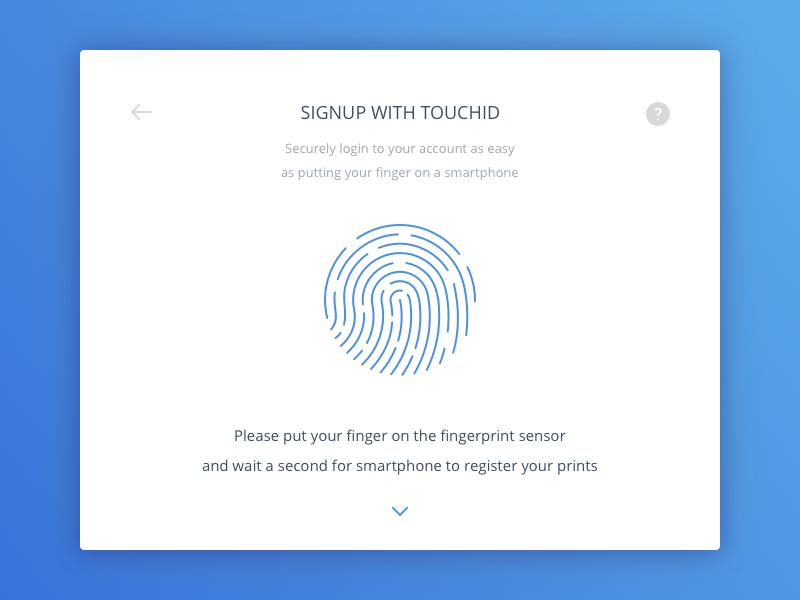 SIGNUP WITH TOUCHID
?
Securely login to your account as easy
as putting your finger on a smartphone
Please put your finger on the fingerprint sensor
and wait a second for smartphone to register your prints